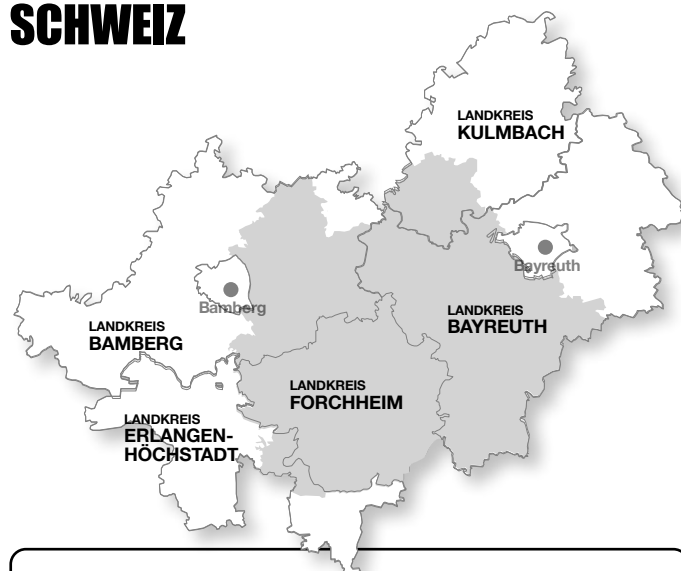 SCHWEIZ
LANDKREIS
KULMBACH
Bayreuth
Bamberg
LANDKREIS
BAMBERG
LANDKREIS
BAYREUTH
LANDKREIS
FORCHHEIM
LANDKREIS
ERLANGEN-
HÖCHSTADT